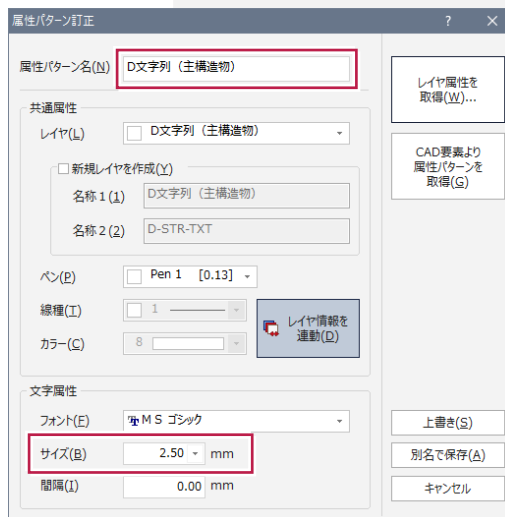 属性パターン訂正 ? ×
属性パターン名(N) D文字列（主構造物）
レイヤ属性を
取得(W)...
共通属性
レイヤ(L) D文字列（主構造物）
CAD要素より
属性パターンを
取得(G)
新規レイヤを作成(Y)
名称1(1) D文字列（主構造物）
名称2(2) D-STR-TXT
ペン(P) Pen 1 [0.13]
線種(T) 1
レイヤ情報を
連動(D)
カラー(C) 8
文字属性
フォント(F) MS ゴシック
上書き(S)
サイズ(B) 2.50 mm
別名で保存(A)
間隔(I) 0.00 mm
キャンセル